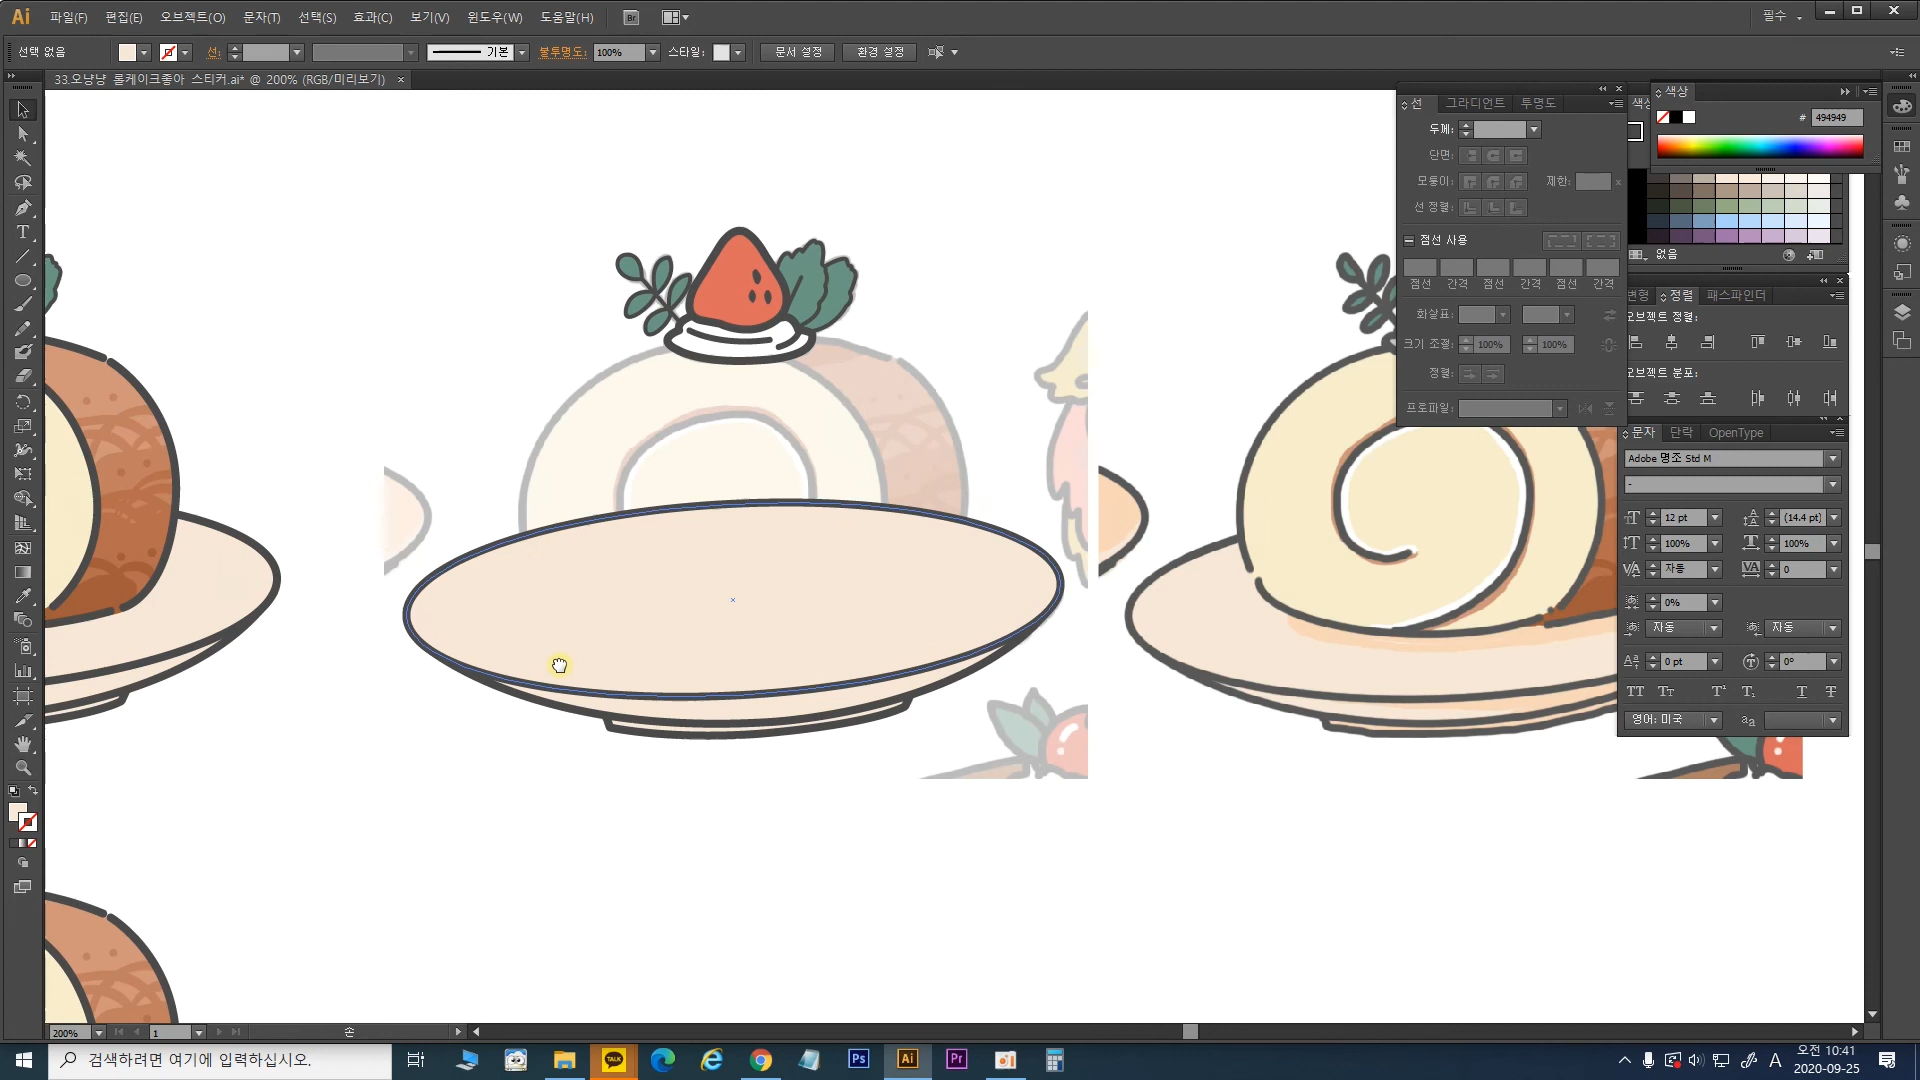 Ai 파일(F) 편집(E) 오브젝트(O) 문자(T) 선택(S) 효과(C) 보기(V) 윈도우(W) 도움말(H) Br 필수
선택 없음 선: 기본 불투명도: 100% 스타일: 문서 설정 환경 설정
33.오냥냥 롤케이크좋아 스티커.ai* @ 200% (RGB/미리보기)
선 그라디언트 투명도
두께:
단면:
모퉁이: 제한: x
선 정렬:
점선 사용
점선 간격 점선 간격 점선 간격
화살표:
크기 조절: 100% 100%
정렬:
프로파일:
색상
# 494949
없음
변형 정렬 패스파인더
오브젝트 정렬:
오브젝트 분포:
문자 단락 OpenType
Adobe 명조 Std M
-
12 pt (14.4 pt)
100% 100%
자동 0
0%
자동 자동
0 pt 0°
영어: 미국
200% 1 손
검색하려면 여기에 입력하십시오.
TALK Ps Ai Pr
A 오전 10:41
2020-09-25